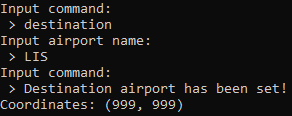 Input command:
 > destination
Input airport name:
 > LIS
Input command:
 > Destination airport has been set!
Coordinates: (999, 999)